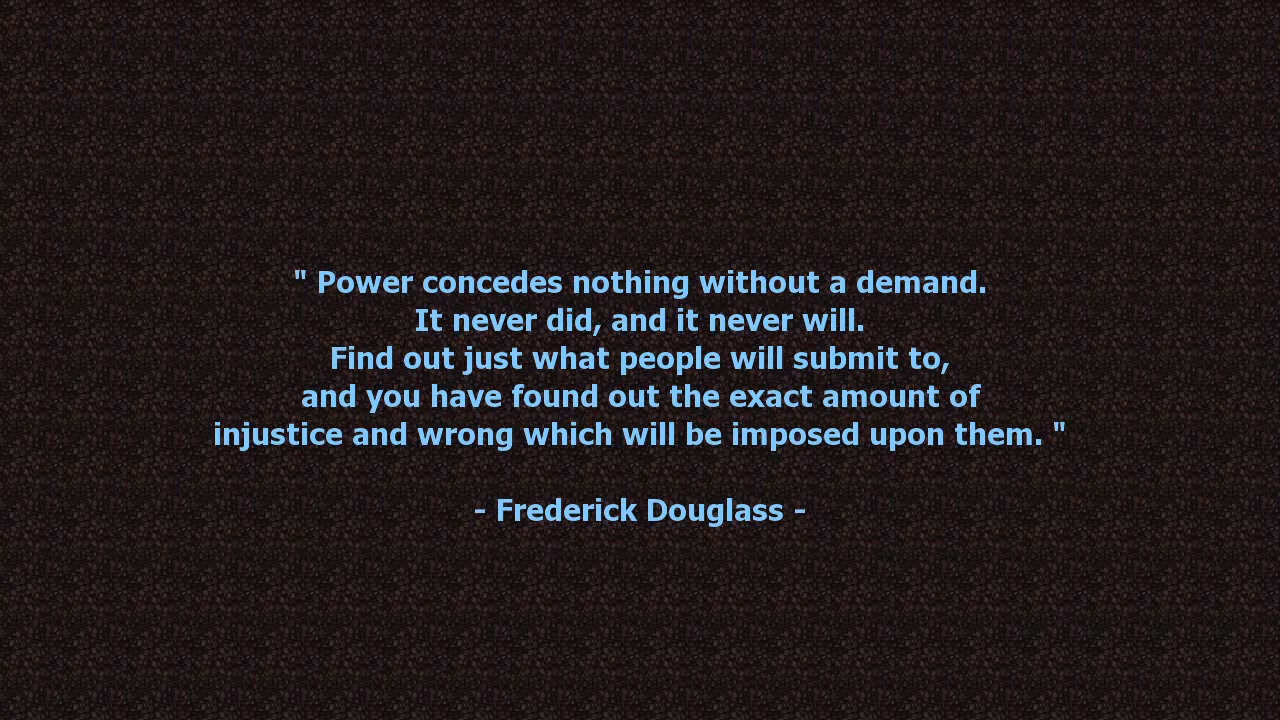 " Power concedes nothing without a demand.
It never did, and it never will.
Find out just what people will submit to,
and you have found out the exact amount of
injustice and wrong which will be imposed upon them. "
- Frederick Douglass -